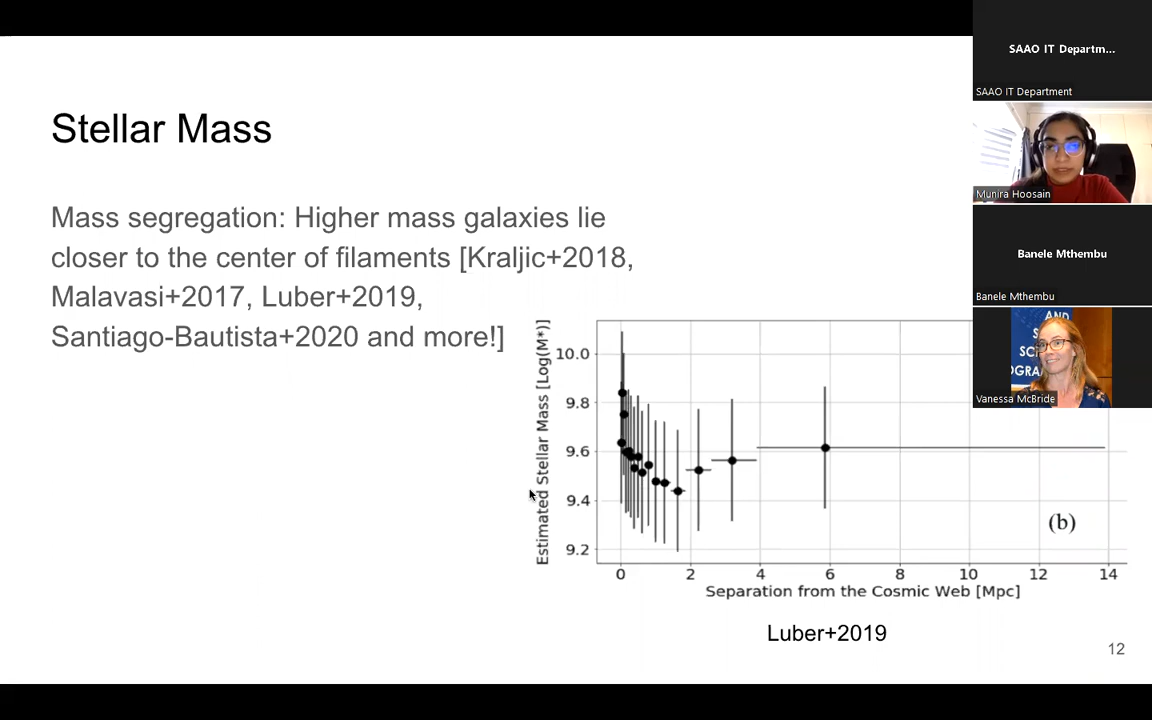 Stellar Mass
Mass segregation: Higher mass galaxies lie
closer to the center of filaments [Kraljic+2018,
Malavasi+2017, Luber+2019,
Santiago-Bautista+2020 and more!]
Estimated Stellar Mass [Log(M*)]
10.0
9.8
9.6
9.4
9.2
(b)
0 2 4 6 8 10 12 14
Separation from the Cosmic Web [Mpc]
Luber+2019
12
SAAO IT Departm...
SAAO IT Department
Munira Hoosain
Banele Mthembu
Banele Mthembu
AND
Vanessa McBride